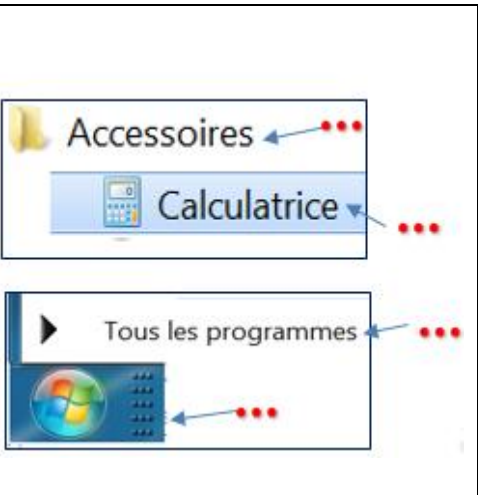 Accessoires ...
Calculatrice
...
Tous les programmes ...
...